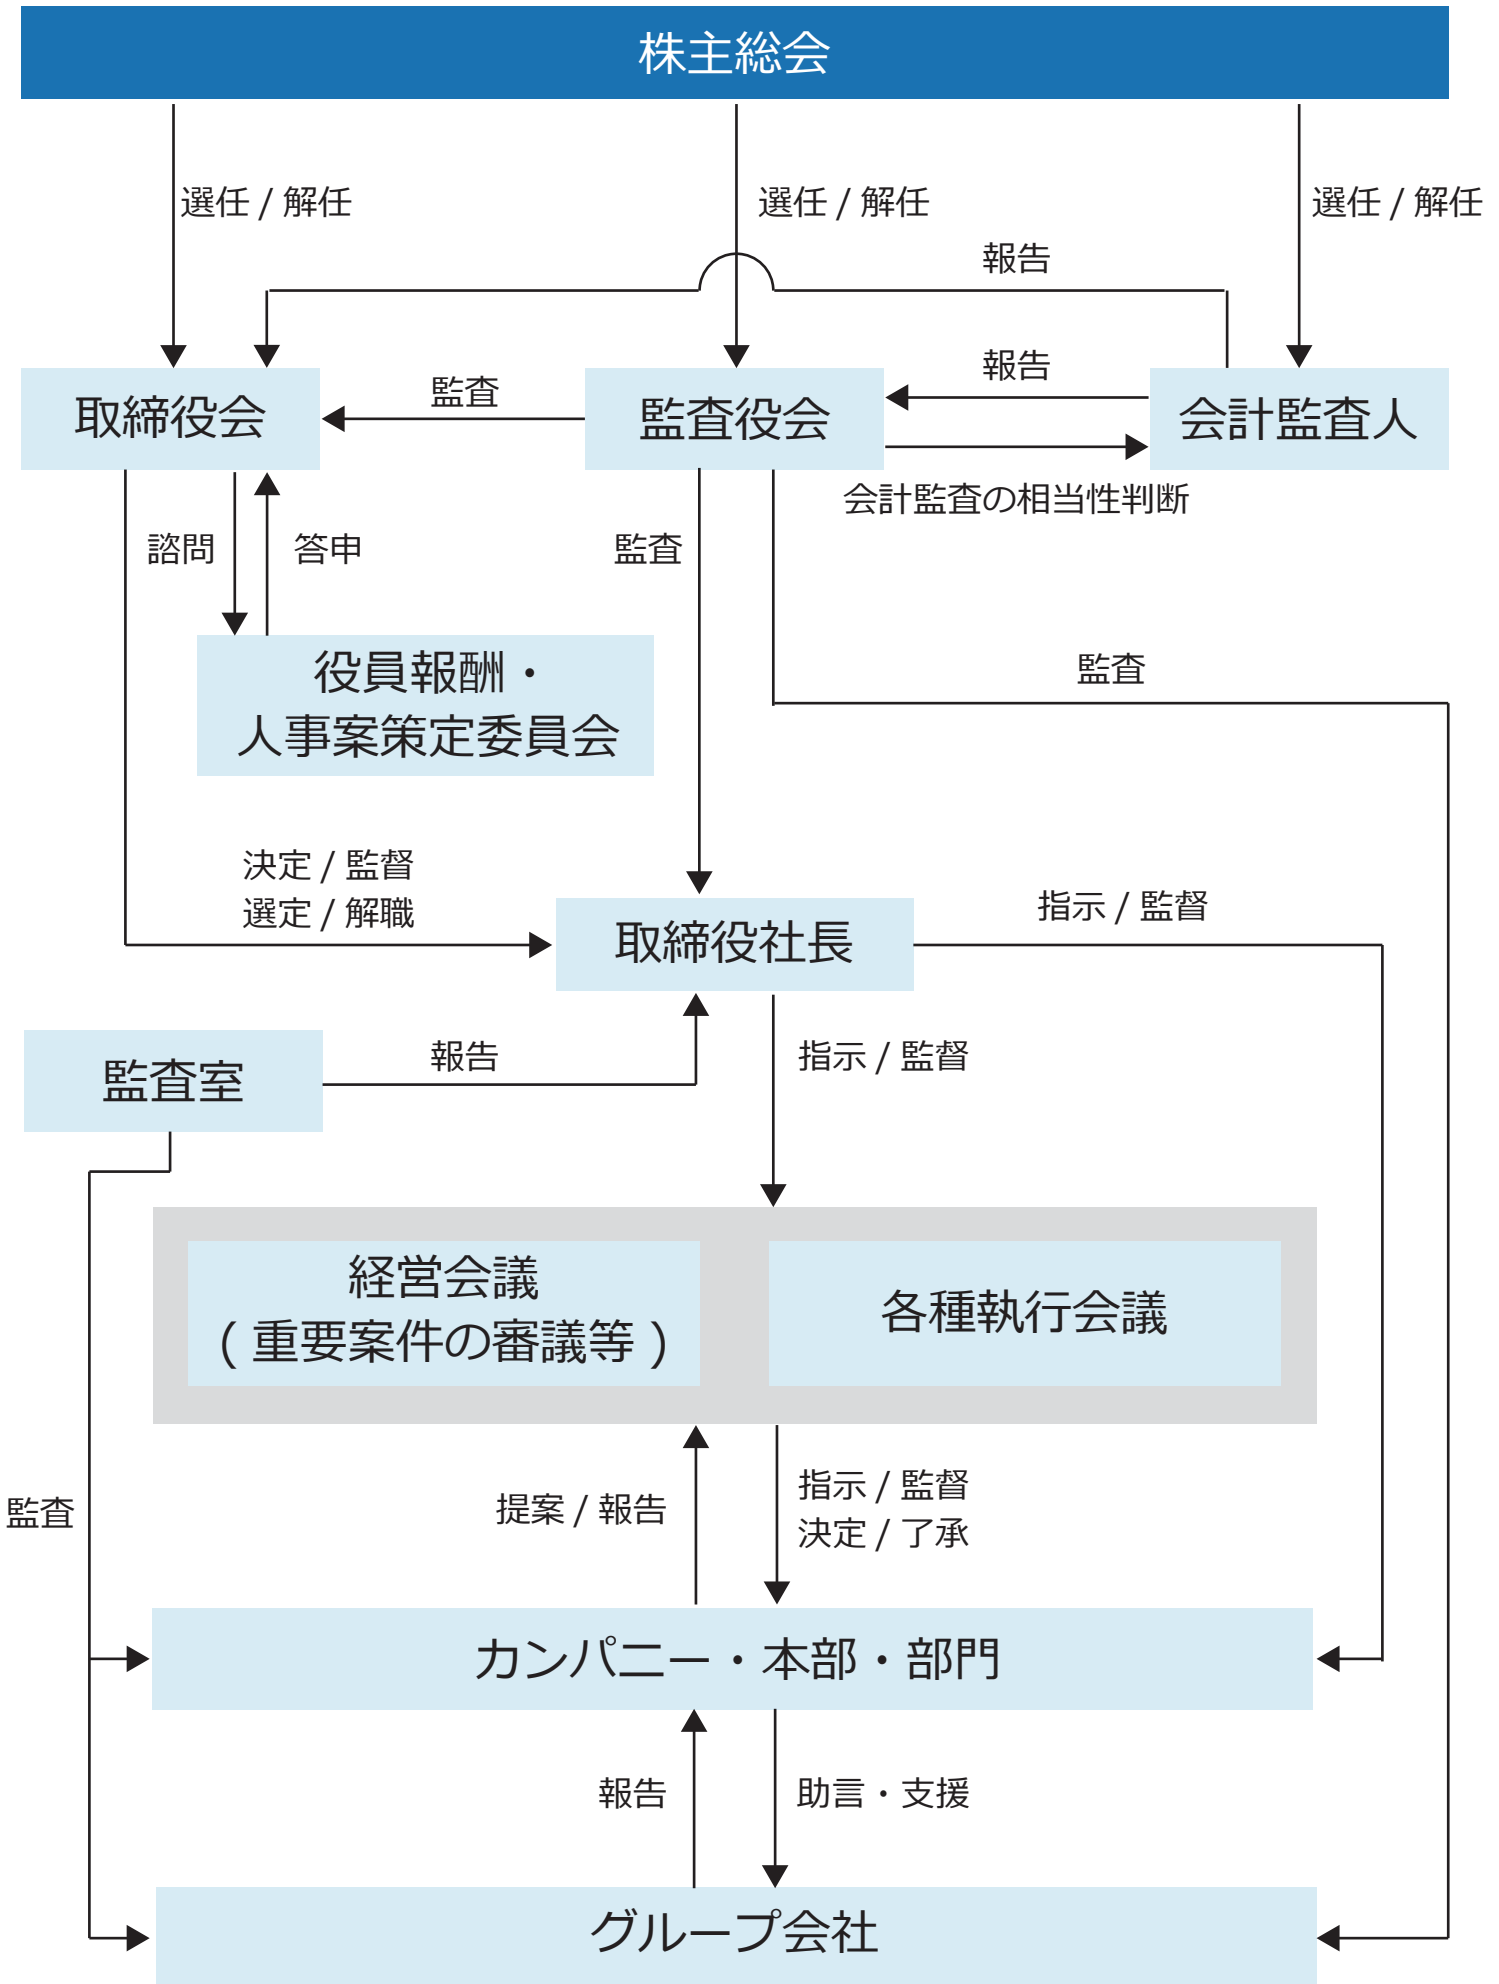 株主総会
選任 / 解任
選任 / 解任
選任 / 解任
報告
報告
監査
取締役会
監査役会
会計監査人
会計監査の相当性判断
諮問
答申
監査
役員報酬・
人事案策定委員会
監査
決定 / 監督
選定 / 解職
取締役社長
指示 / 監督
監査室
報告
指示 / 監督
経営会議
( 重要案件の審議等 )
各種執行会議
監査
提案 / 報告
指示 / 監督
決定 / 了承
カンパニー・本部・部門
報告
助言・支援
グループ会社